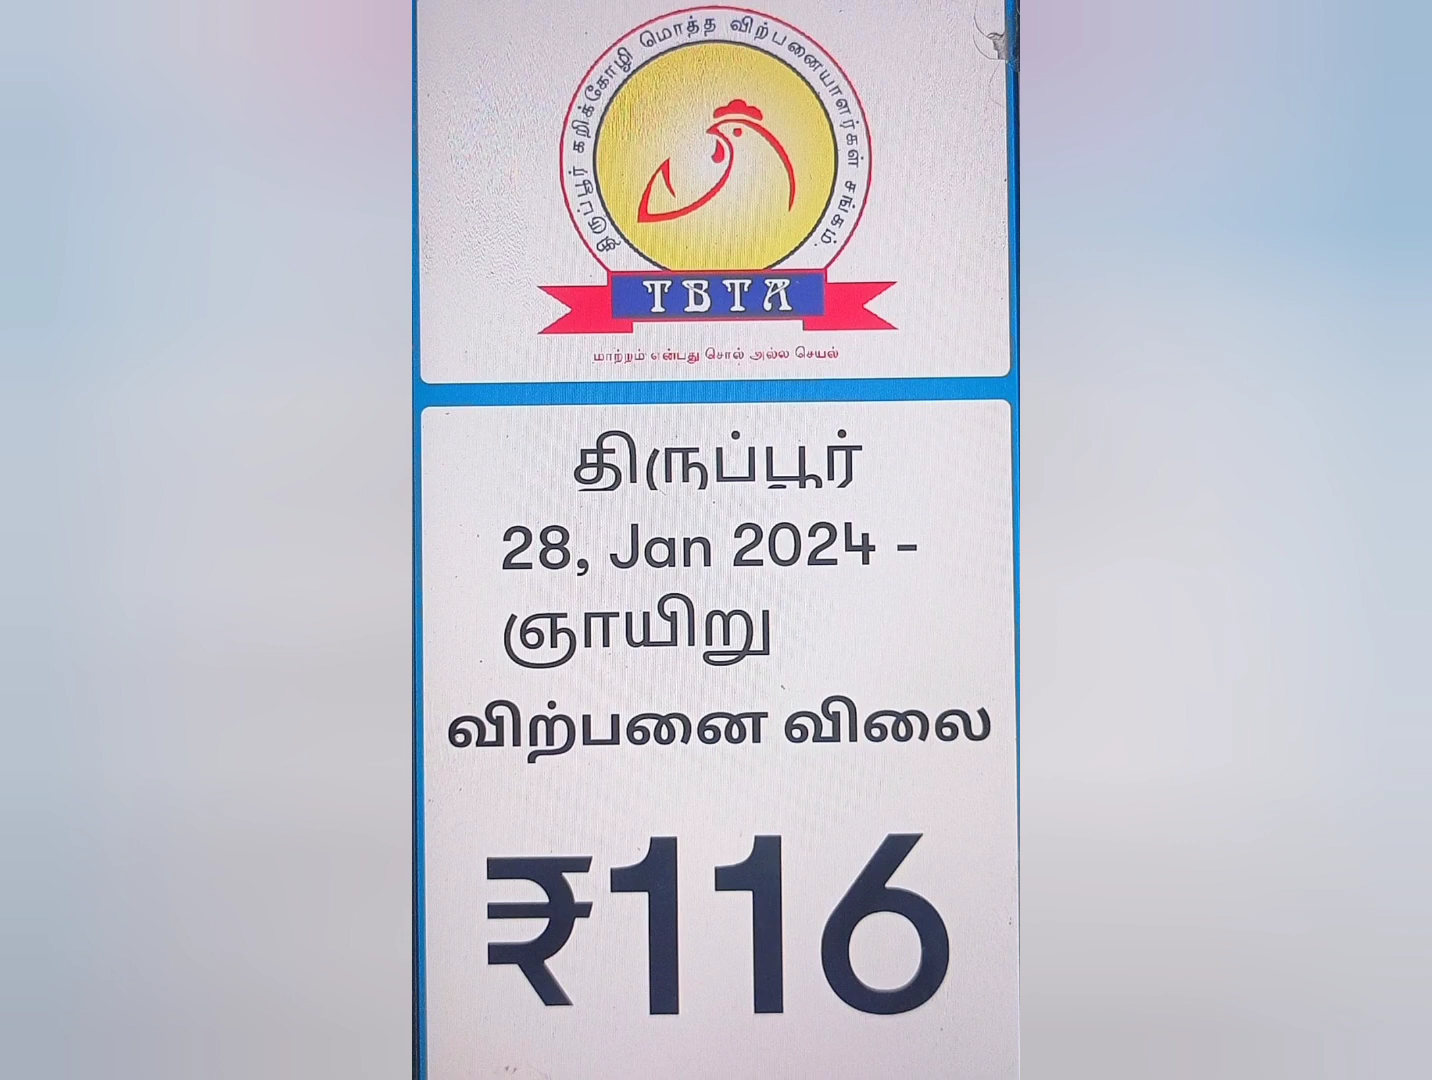 திருப்பூர் கறிக்கோழி மொத்த விற்பனையாளர்கள் சங்கம்.
TBTA
மாற்றம் என்பது சொல் அல்ல செயல்
திருப்பூர்
28, Jan 2024 -
ஞாயிறு
விற்பனை விலை
₹116